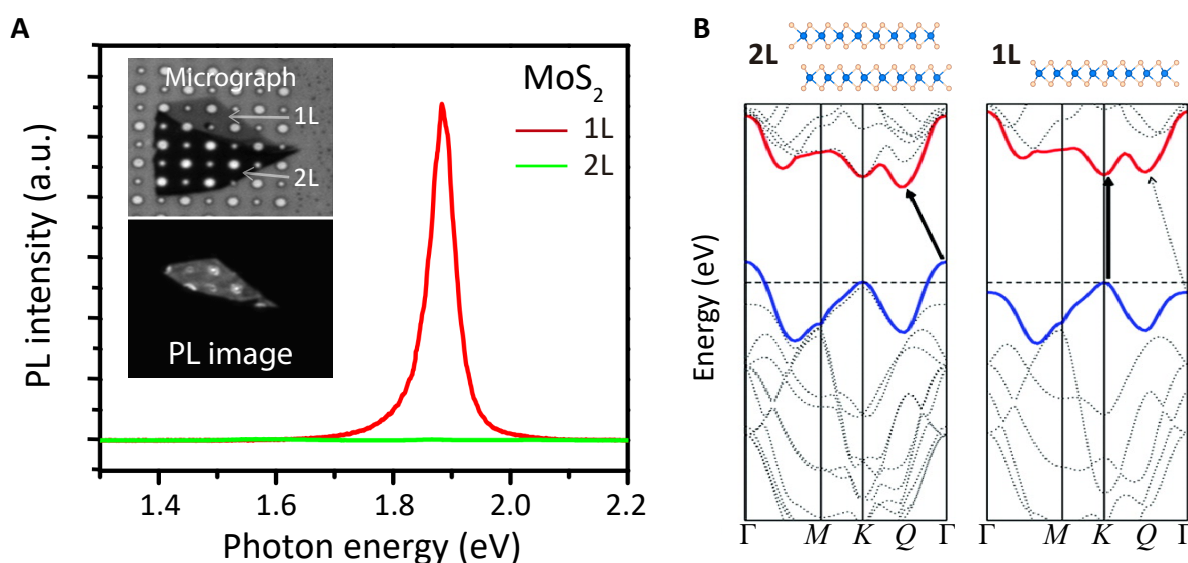 A
PL intensity (a.u.)
Micrograph
1L
2L
PL image
MoS₂
1L
2L
1.4 1.6 1.8 2.0 2.2
Photon energy (eV)
B
2L
1L
Energy (eV)
Γ M K Q Γ
Γ M K Q Γ